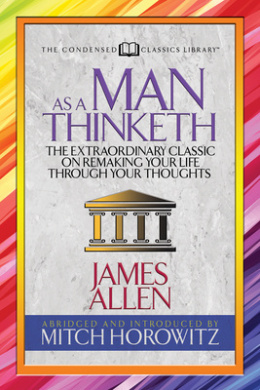 THE CONDENSED CLASSICS LIBRARY®
AS A MAN
THINKETH
THE EXTRAORDINARY CLASSIC
ON REMAKING YOUR LIFE
THROUGH YOUR THOUGHTS
JAMES
ALLEN
ABRIDGED AND INTRODUCED BY
MITCH HOROWITZ